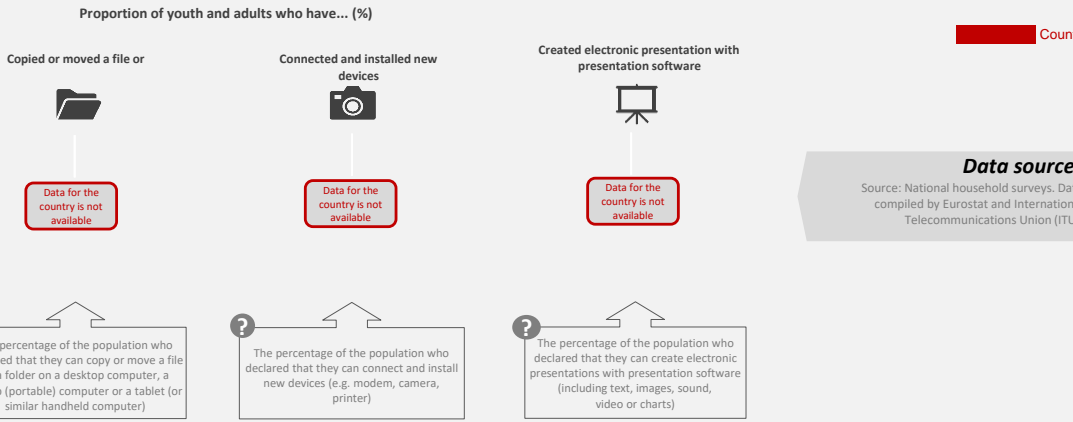 Proportion of youth and adults who have... (%)
Copied or moved a file or
Connected and installed new
devices
Created electronic presentation with
presentation software
Data for the
country is not
available
Data for the
country is not
available
Data for the
country is not
available
percentage of the population who
that they can copy or move a file
folder on a desktop computer, a
(portable) computer or a tablet (or
similar handheld computer)
?
The percentage of the population who
declared that they can connect and install
new devices (e.g. modem, camera,
printer)
?
The percentage of the population who
declared that they can create electronic
presentations with presentation software
(including text, images, sound,
video or charts)
Data source
Source: National household surveys.
compiled by Eurostat and
Telecommunications Union (ITU